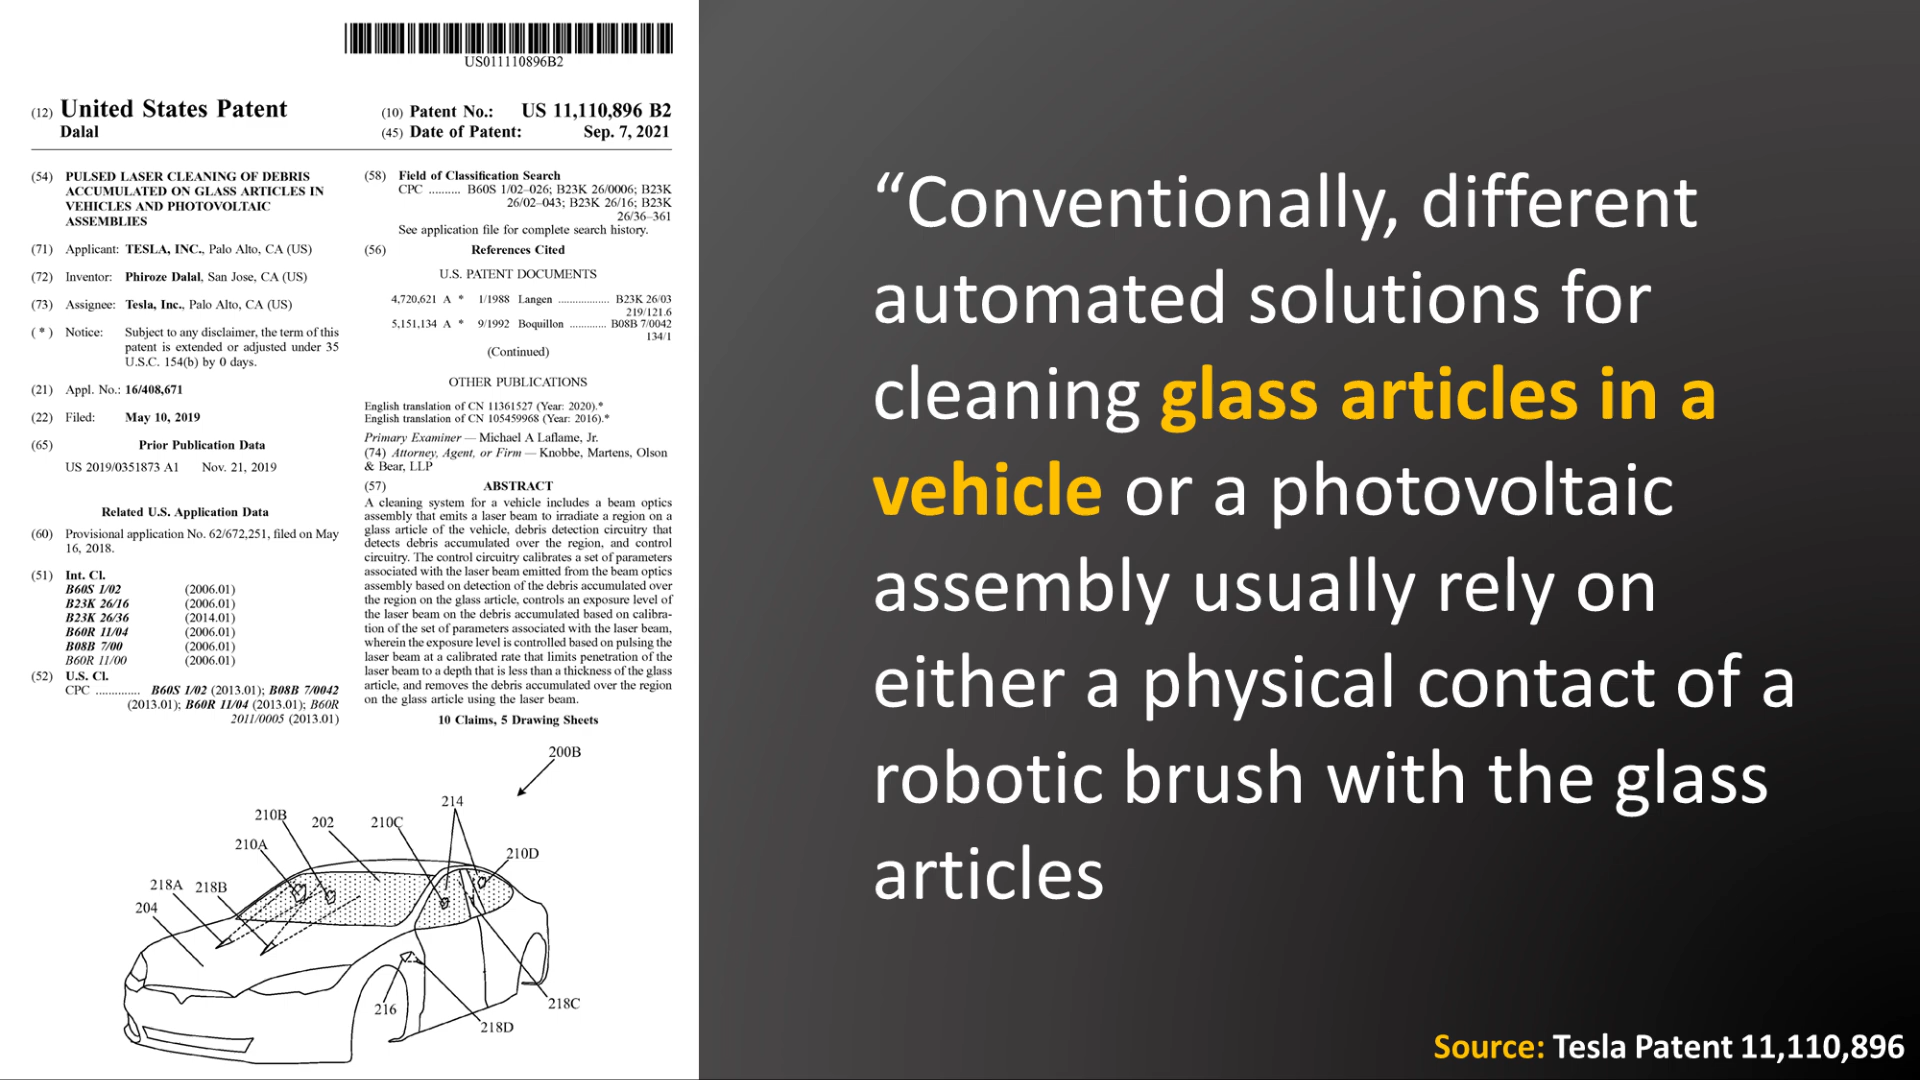 US011110896B2
(12) United States Patent
Dalal
(10) Patent No.: US 11,110,896 B2
(45) Date of Patent: Sep. 7, 2021
(54) PULSED LASER CLEANING OF DEBRIS
ACCUMULATED ON GLASS ARTICLES IN
VEHICLES AND PHOTOVOLTAIC
ASSEMBLIES
(71) Applicant: TESLA, INC., Palo Alto, CA (US)
(72) Inventor: Phiroze Dalal, San Jose, CA (US)
(73) Assignee: Tesla, Inc., Palo Alto, CA (US)
( * ) Notice: Subject to any disclaimer, the term of this
patent is extended or adjusted under 35
U.S.C. 154(b) by 0 days.
(21) Appl. No.: 16/408,671
(22) Filed: May 10, 2019
(65) Prior Publication Data
US 2019/0351873 A1 Nov. 21, 2019
Related U.S. Application Data
(60) Provisional application No. 62/672,251, filed on May
16, 2018.
(51) Int. Cl.
B60S 1/02 (2006.01)
B23K 26/16 (2006.01)
B23K 26/36 (2014.01)
B60R 11/04 (2006.01)
B08B 7/00 (2006.01)
B60R 11/00 (2006.01)
(52) U.S. Cl.
CPC ............. B60S 1/02 (2013.01); B08B 7/0042
(2013.01); B60R 11/04 (2013.01); B60R
2011/0005 (2013.01)
(58) Field of Classification Search
CPC .......... B60S 1/02–026; B23K 26/0006; B23K
26/02–043; B23K 26/16; B23K
26/36–361
See application file for complete search history.
(56) References Cited
U.S. PATENT DOCUMENTS
4,720,621 A * 1/1988 Langen .................. B23K 26/03
219/121.6
5,151,134 A * 9/1992 Boquillon ............. B08B 7/0042
134/1
(Continued)
OTHER PUBLICATIONS
English translation of CN 11361527 (Year: 2020).*
English translation of CN 105459968 (Year: 2016).*
Primary Examiner — Michael A Laflame, Jr.
(74) Attorney, Agent, or Firm — Knobbe, Martens, Olson
& Bear, LLP
(57) ABSTRACT
A cleaning system for a vehicle includes a beam optics
assembly that emits a laser beam to irradiate a region on a
glass article of the vehicle, debris detection circuitry that
detects debris accumulated over the region, and control
circuitry. The control circuitry calibrates a set of parameters
associated with the laser beam emitted from the beam optics
assembly based on detection of the debris accumulated over
the region on the glass article, controls an exposure level of
the laser beam on the debris accumulated based on calibra-
tion of the set of parameters associated with the laser beam,
wherein the exposure level is controlled based on pulsing the
laser beam at a calibrated rate that limits penetration of the
laser beam to a depth that is less than a thickness of the glass
article, and removes the debris accumulated over the region
on the glass article using the laser beam.
10 Claims, 5 Drawing Sheets
200B
214
210B 202 210C
210A 210D
218A 218B
204
216 218C
218D
“Conventionally, different
automated solutions for
cleaning glass articles in a
vehicle or a photovoltaic
assembly usually rely on
either a physical contact of a
robotic brush with the glass
articles
Source: Tesla Patent 11,110,896